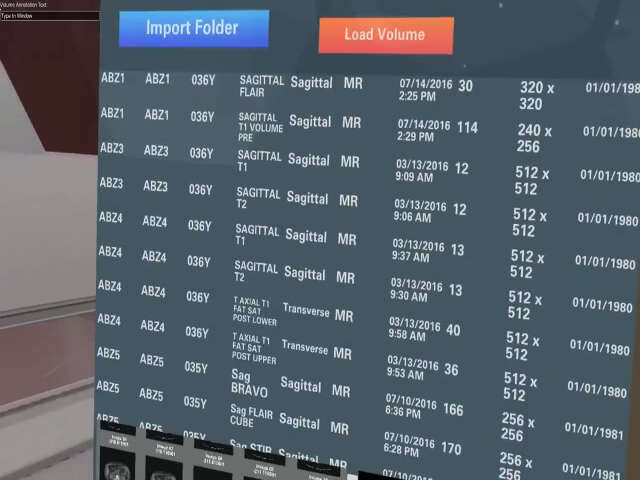 Volume Annotation Text:
Type In Window
Import Folder
Load Volume
ABZ1 ABZ1 036Y SAGITTAL FLAIR Sagittal MR 07/14/2016 2:25 PM 30 320 x 320 01/01/198
ABZ1 ABZ1 036Y SAGITTAL T1 VOLUME PRE Sagittal MR 07/14/2016 2:29 PM 114 240 x 256 01/01/1980
ABZ3 ABZ3 036Y SAGITTAL T1 Sagittal MR 03/13/2016 9:09 AM 12 512 x 512 01/01/1980
ABZ3 ABZ3 036Y SAGITTAL T2 Sagittal MR 03/13/2016 9:06 AM 12 512 x 512 01/01/1980
ABZ4 ABZ4 036Y SAGITTAL T1 Sagittal MR 03/13/2016 9:37 AM 13 512 x 512 01/01/1980
ABZ4 ABZ4 036Y SAGITTAL T2 Sagittal MR 03/13/2016 9:30 AM 13 512 x 512 01/01/1980
ABZ4 ABZ4 036Y T AXIAL T1 FAT SAT POST LOWER Transverse MR 03/13/2016 9:58 AM 40 512 x 512 01/01/1980
ABZ4 ABZ4 036Y T AXIAL T1 FAT SAT POST UPPER Transverse MR 03/13/2016 9:53 AM 36 512 x 512 01/01/1980
ABZ5 ABZ5 035Y Sag BRAVO Sagittal MR 07/10/2016 6:36 PM 166 256 x 256 01/01/1981
ABZ5 ABZ5 035Y Sag FLAIR CUBE Sagittal MR 07/10/2016 6:28 PM 170 256 x 256 01/01/1981
ABZ5 ABZ5 035Y Sag STIR Sagittal MR 07/10/2016